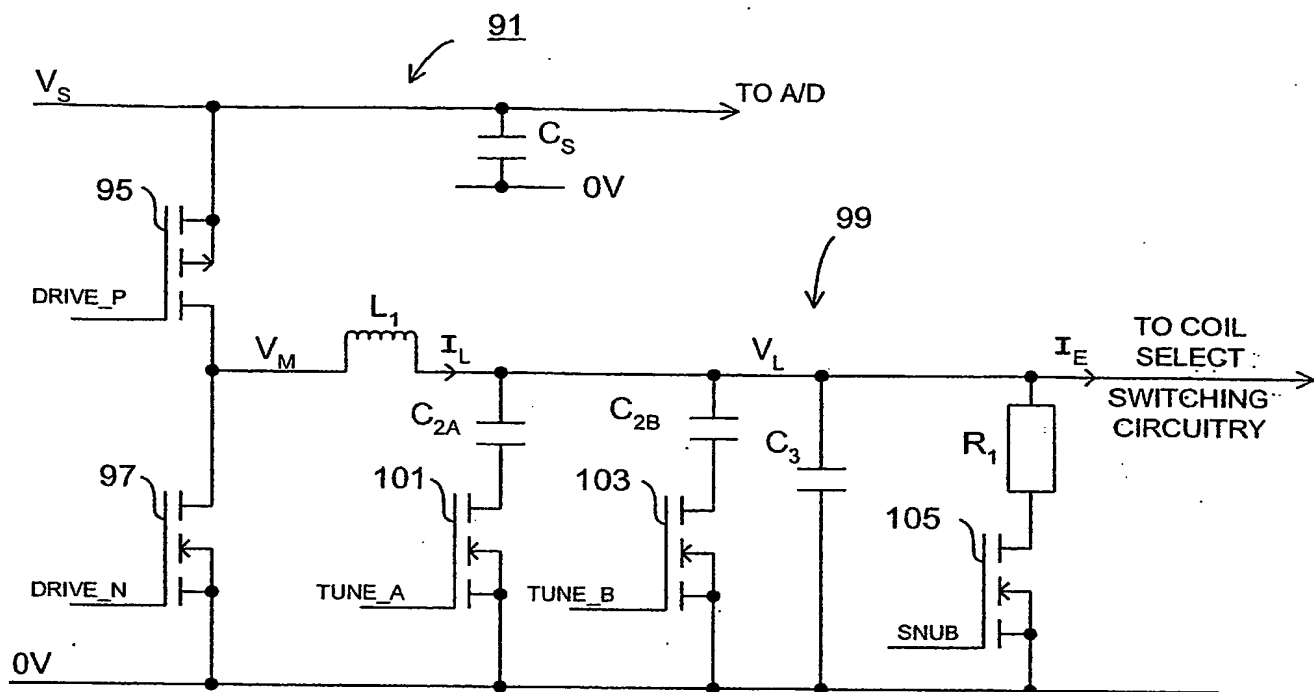 91
V_S
TO A/D
C_S
0V
95
99
DRIVE_P
L_1
TO COIL
SELECT
V_M
I_L
V_L
I_E
SWITCHING
CIRCUITRY
C_2A
C_2B
C_3
R_1
97
101
103
105
DRIVE_N
TUNE_A
TUNE_B
SNUB
0V